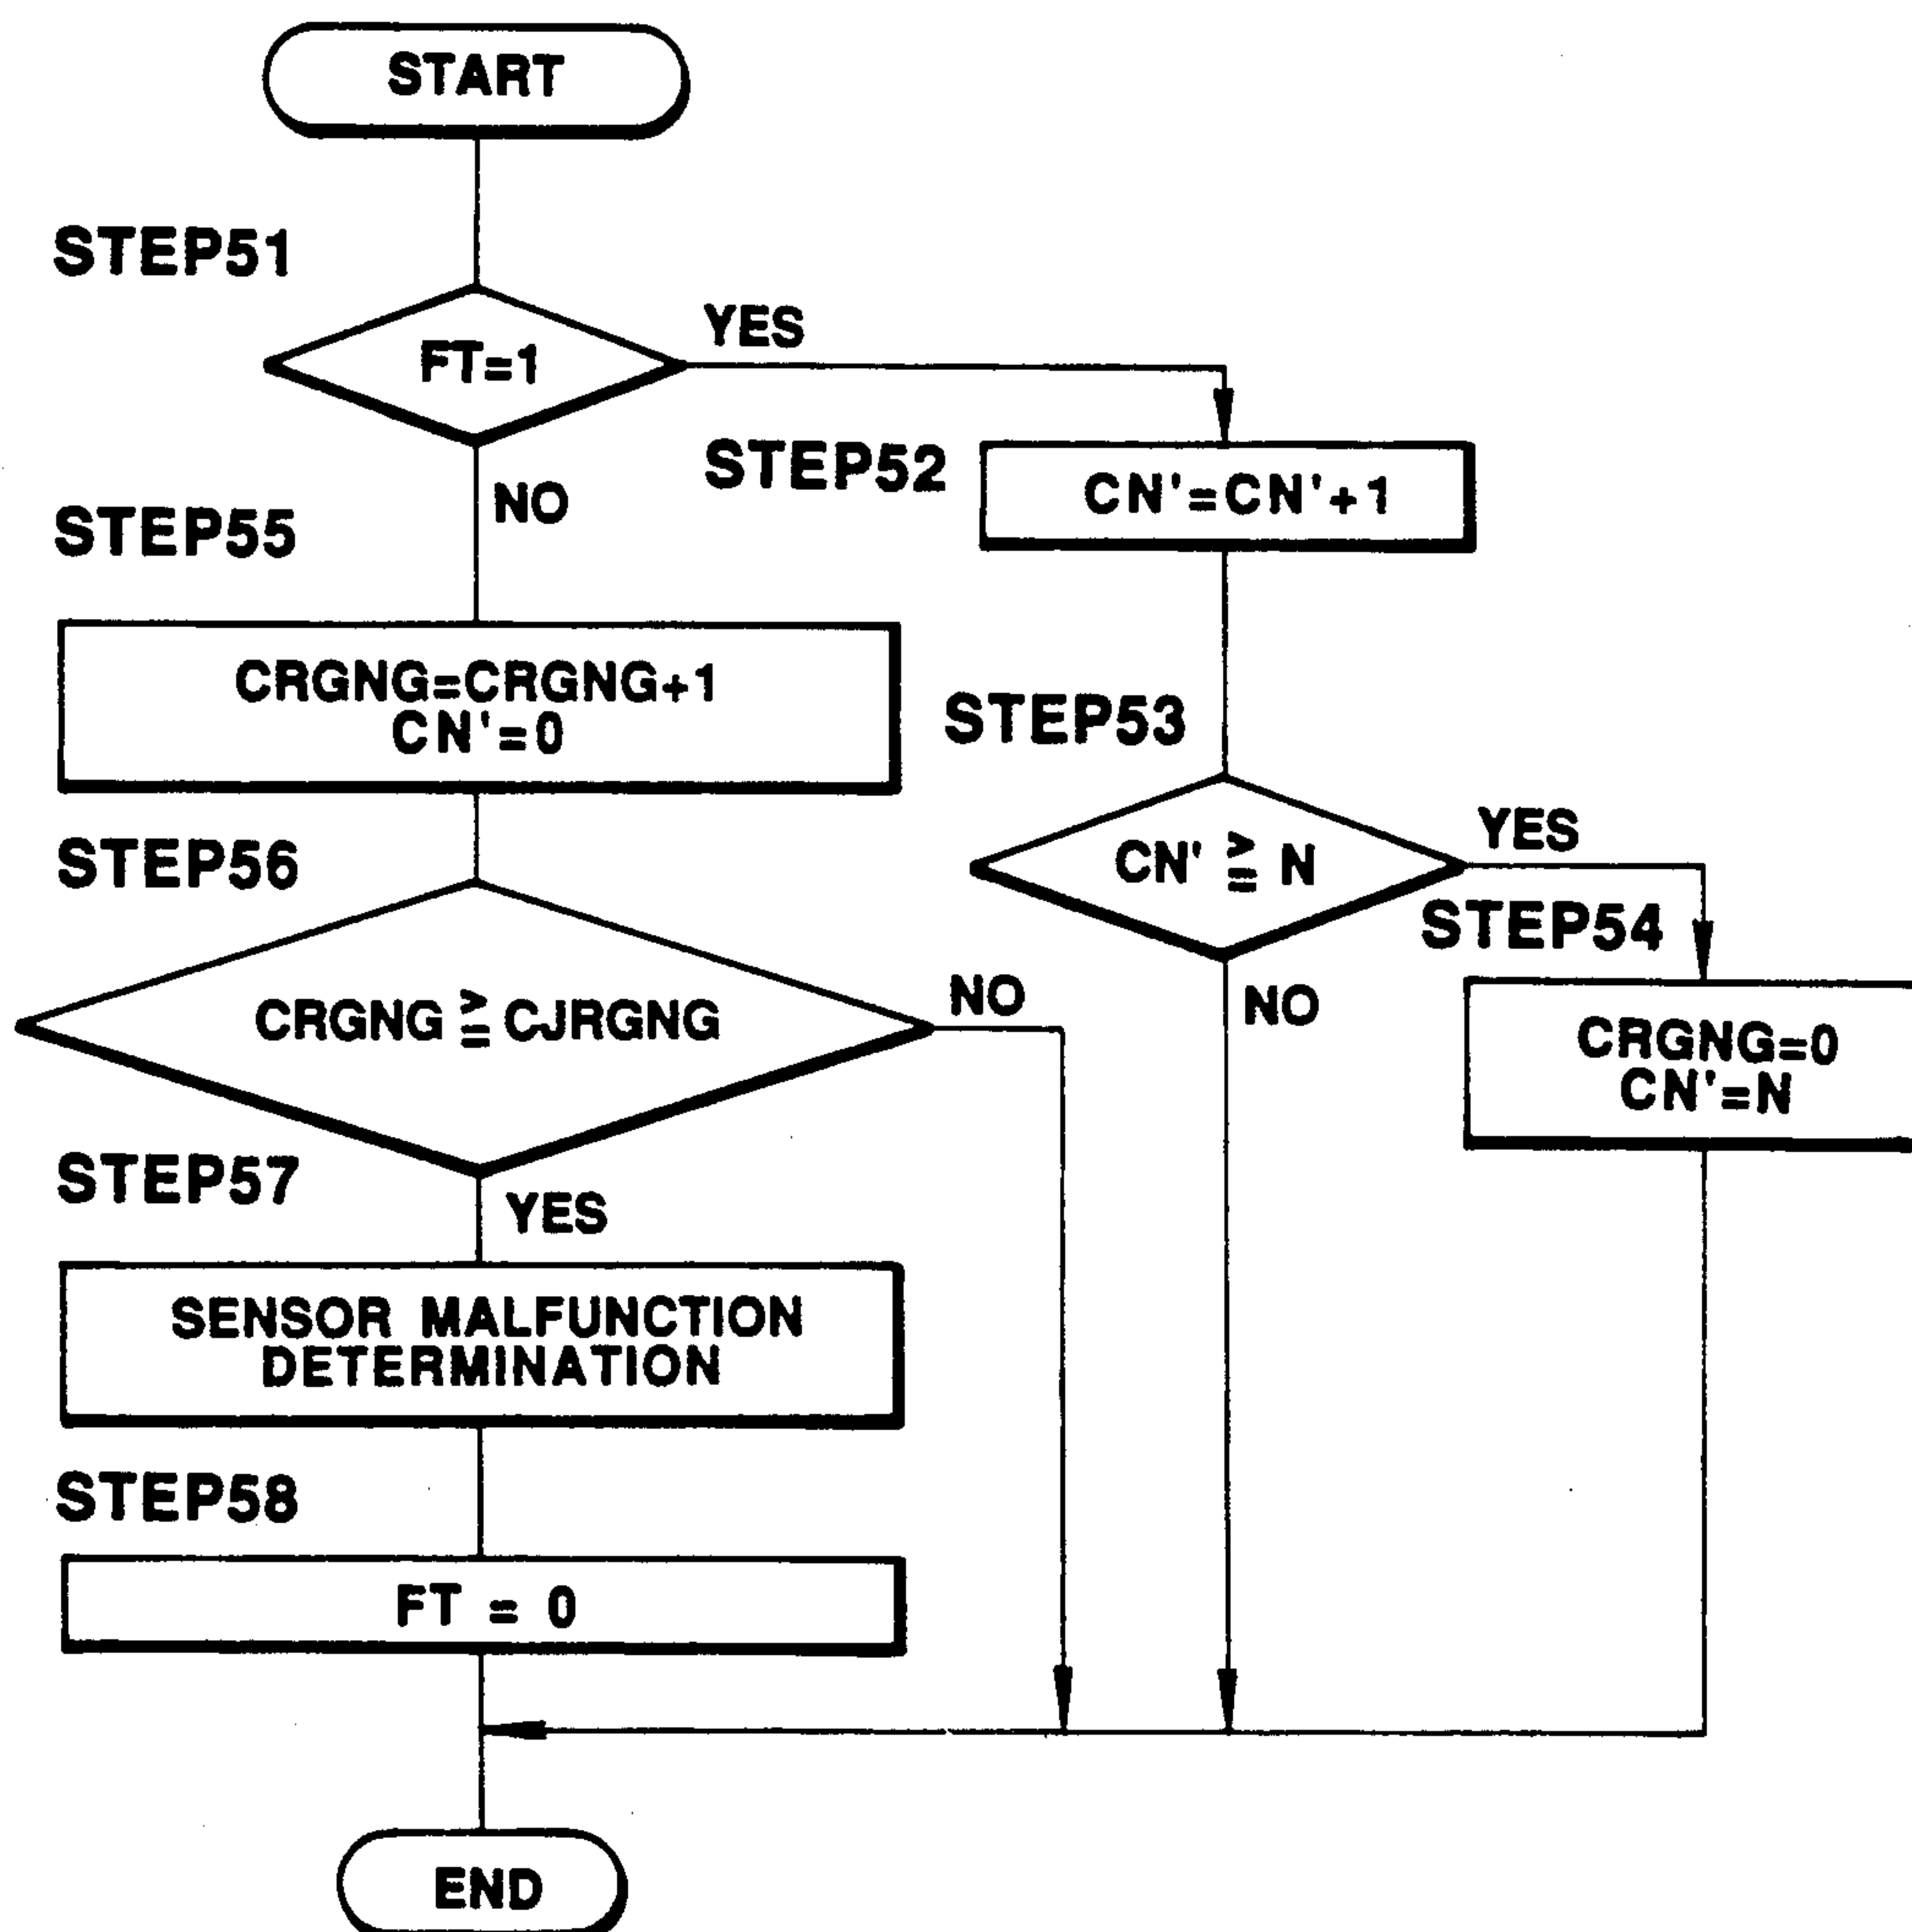 START
STEP51
FT=1
YES
NO
STEP52
CN'=CN'+1
STEP55
CRGNG=CRGNG+1
CN'=0
STEP53
CN' ≧ N
YES
NO
STEP54
CRGNG=0
CN'=N
STEP56
CRGNG ≧ CJRGNG
NO
YES
STEP57
SENSOR MALFUNCTION
DETERMINATION
STEP58
FT = 0
END